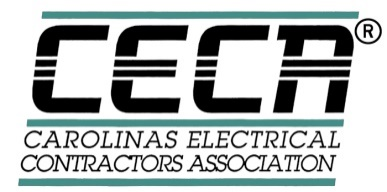 CECA®
CAROLINAS ELECTRICAL
CONTRACTORS ASSOCIATION